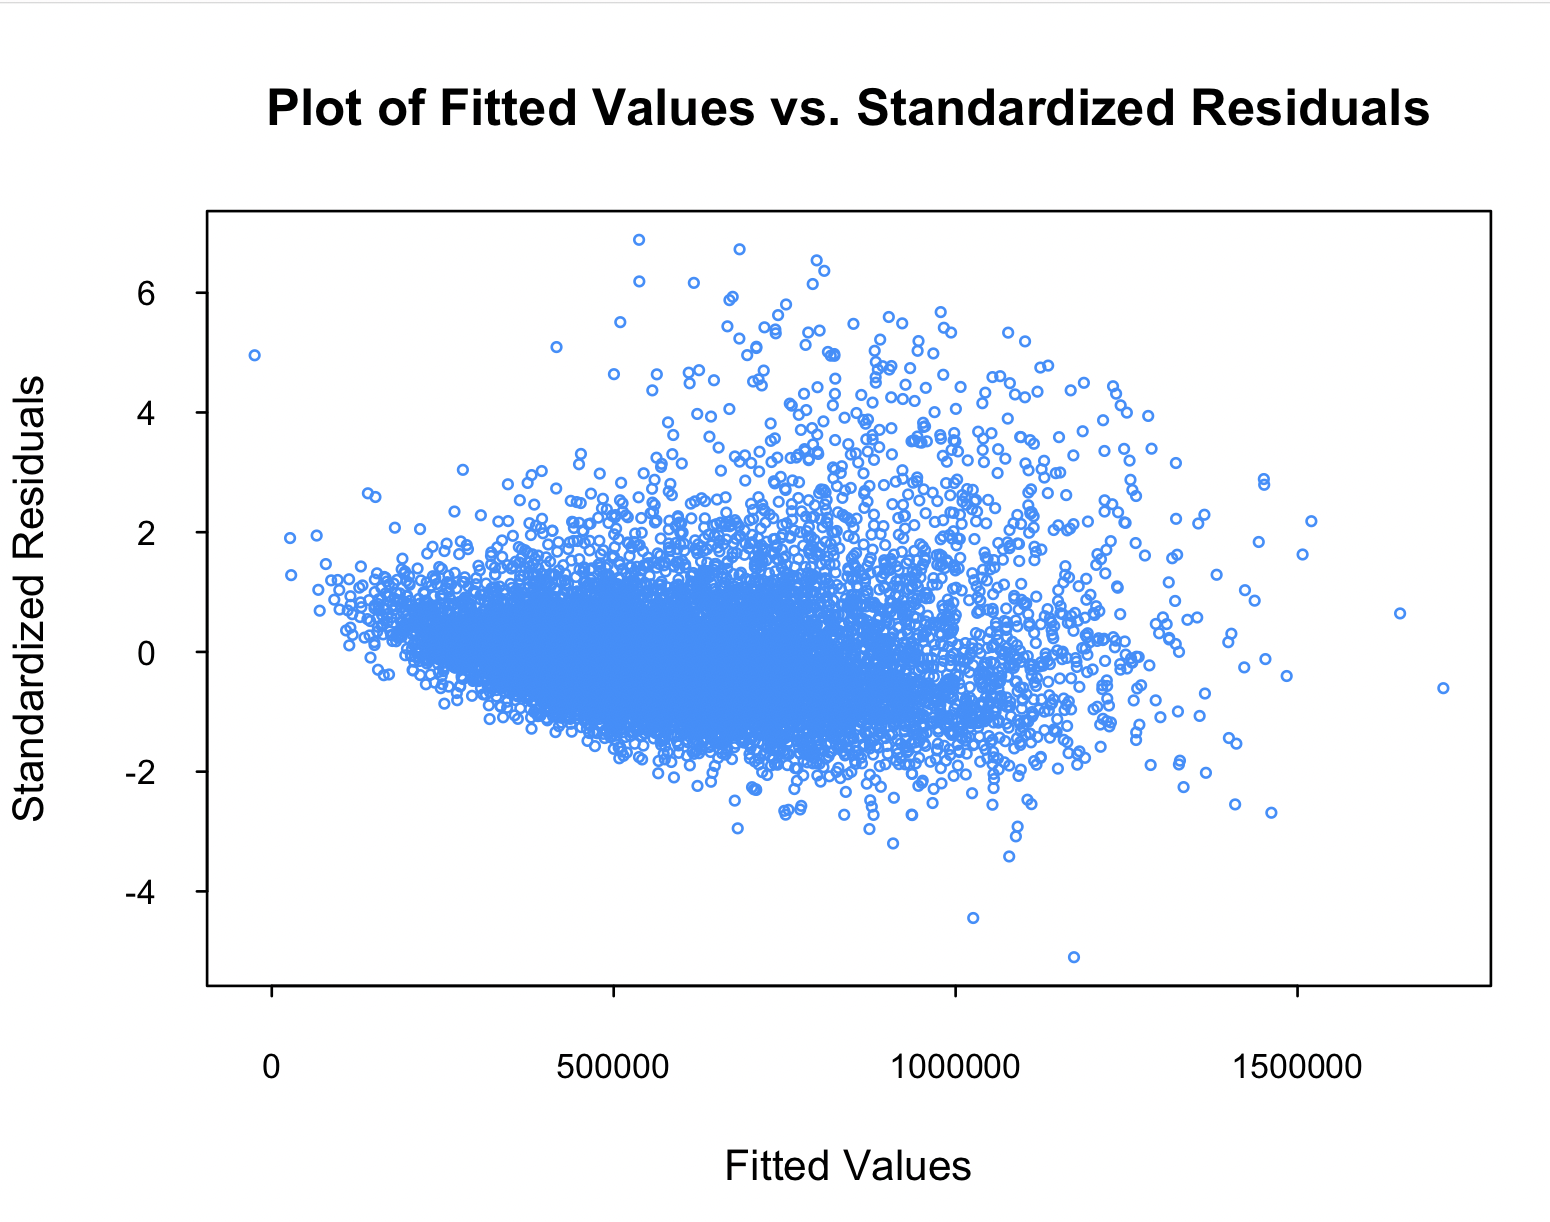 Plot of Fitted Values vs. Standardized Residuals
Standardized Residuals
6
4
2
0
-2
-4
0 500000 1000000 1500000
Fitted Values